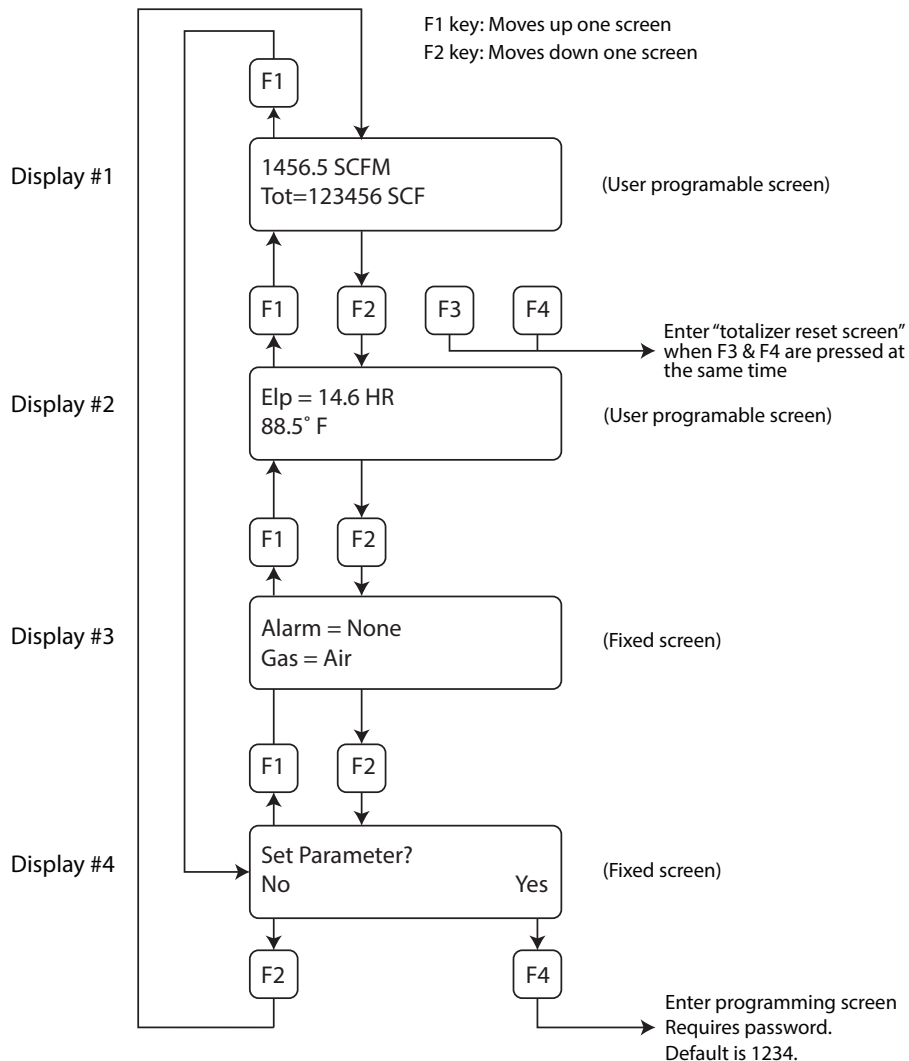 F1 key: Moves up one screen
F2 key: Moves down one screen
F1
Display #1
1456.5 SCFM
Tot=123456 SCF
(User programable screen)
F1
F2
F3
F4
Enter “totalizer reset screen”
when F3 & F4 are pressed at
the same time
Display #2
Elp = 14.6 HR
88.5° F
(User programable screen)
F1
F2
Display #3
Alarm = None
Gas = Air
(Fixed screen)
F1
F2
Display #4
Set Parameter?
No Yes
(Fixed screen)
F2
F4
Enter programming screen
Requires password.
Default is 1234.